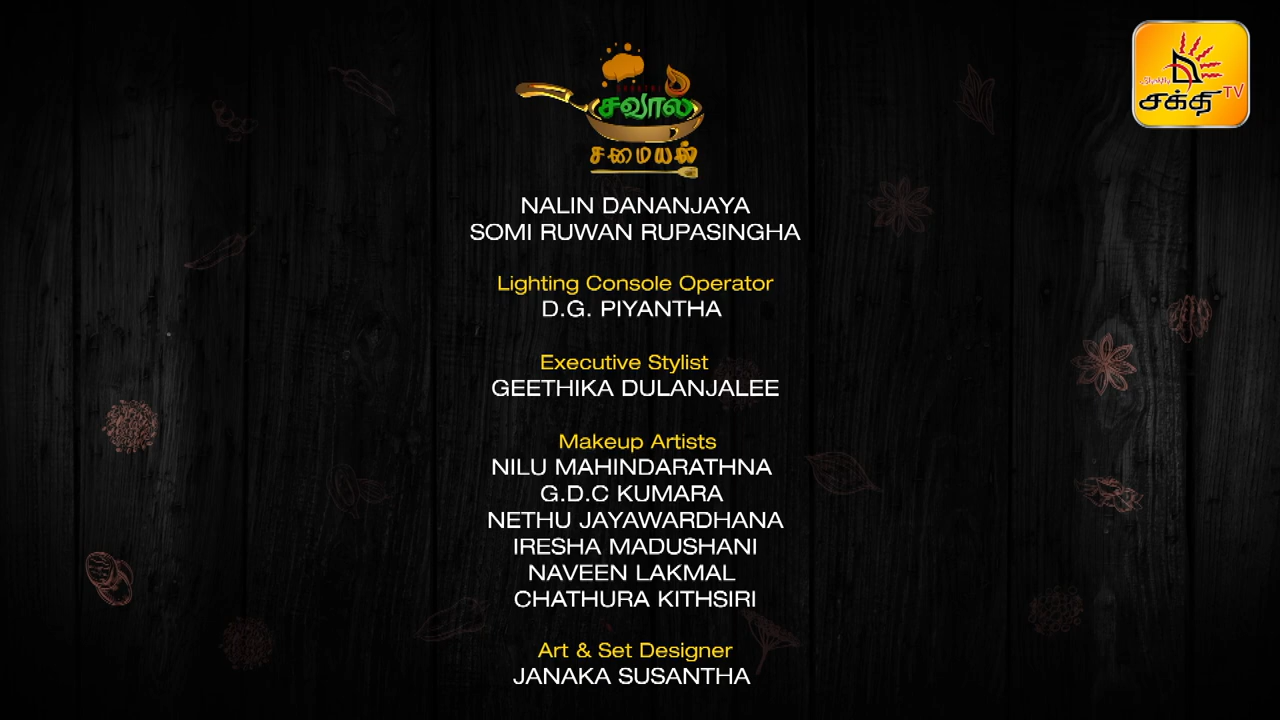 சவால்
சமையல்
சக்தி TV
NALIN DANANJAYA
SOMI RUWAN RUPASINGHA
Lighting Console Operator
D.G. PIYANTHA
Executive Stylist
GEETHIKA DULANJALEE
Makeup Artists
NILU MAHINDARATHNA
G.D.C KUMARA
NETHU JAYAWARDHANA
IRESHA MADUSHANI
NAVEEN LAKMAL
CHATHURA KITHSIRI
Art & Set Designer
JANAKA SUSANTHA